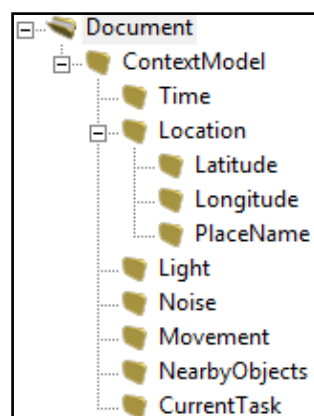 Document
ContextModel
Time
Location
Latitude
Longitude
PlaceName
Light
Noise
Movement
NearbyObjects
CurrentTask